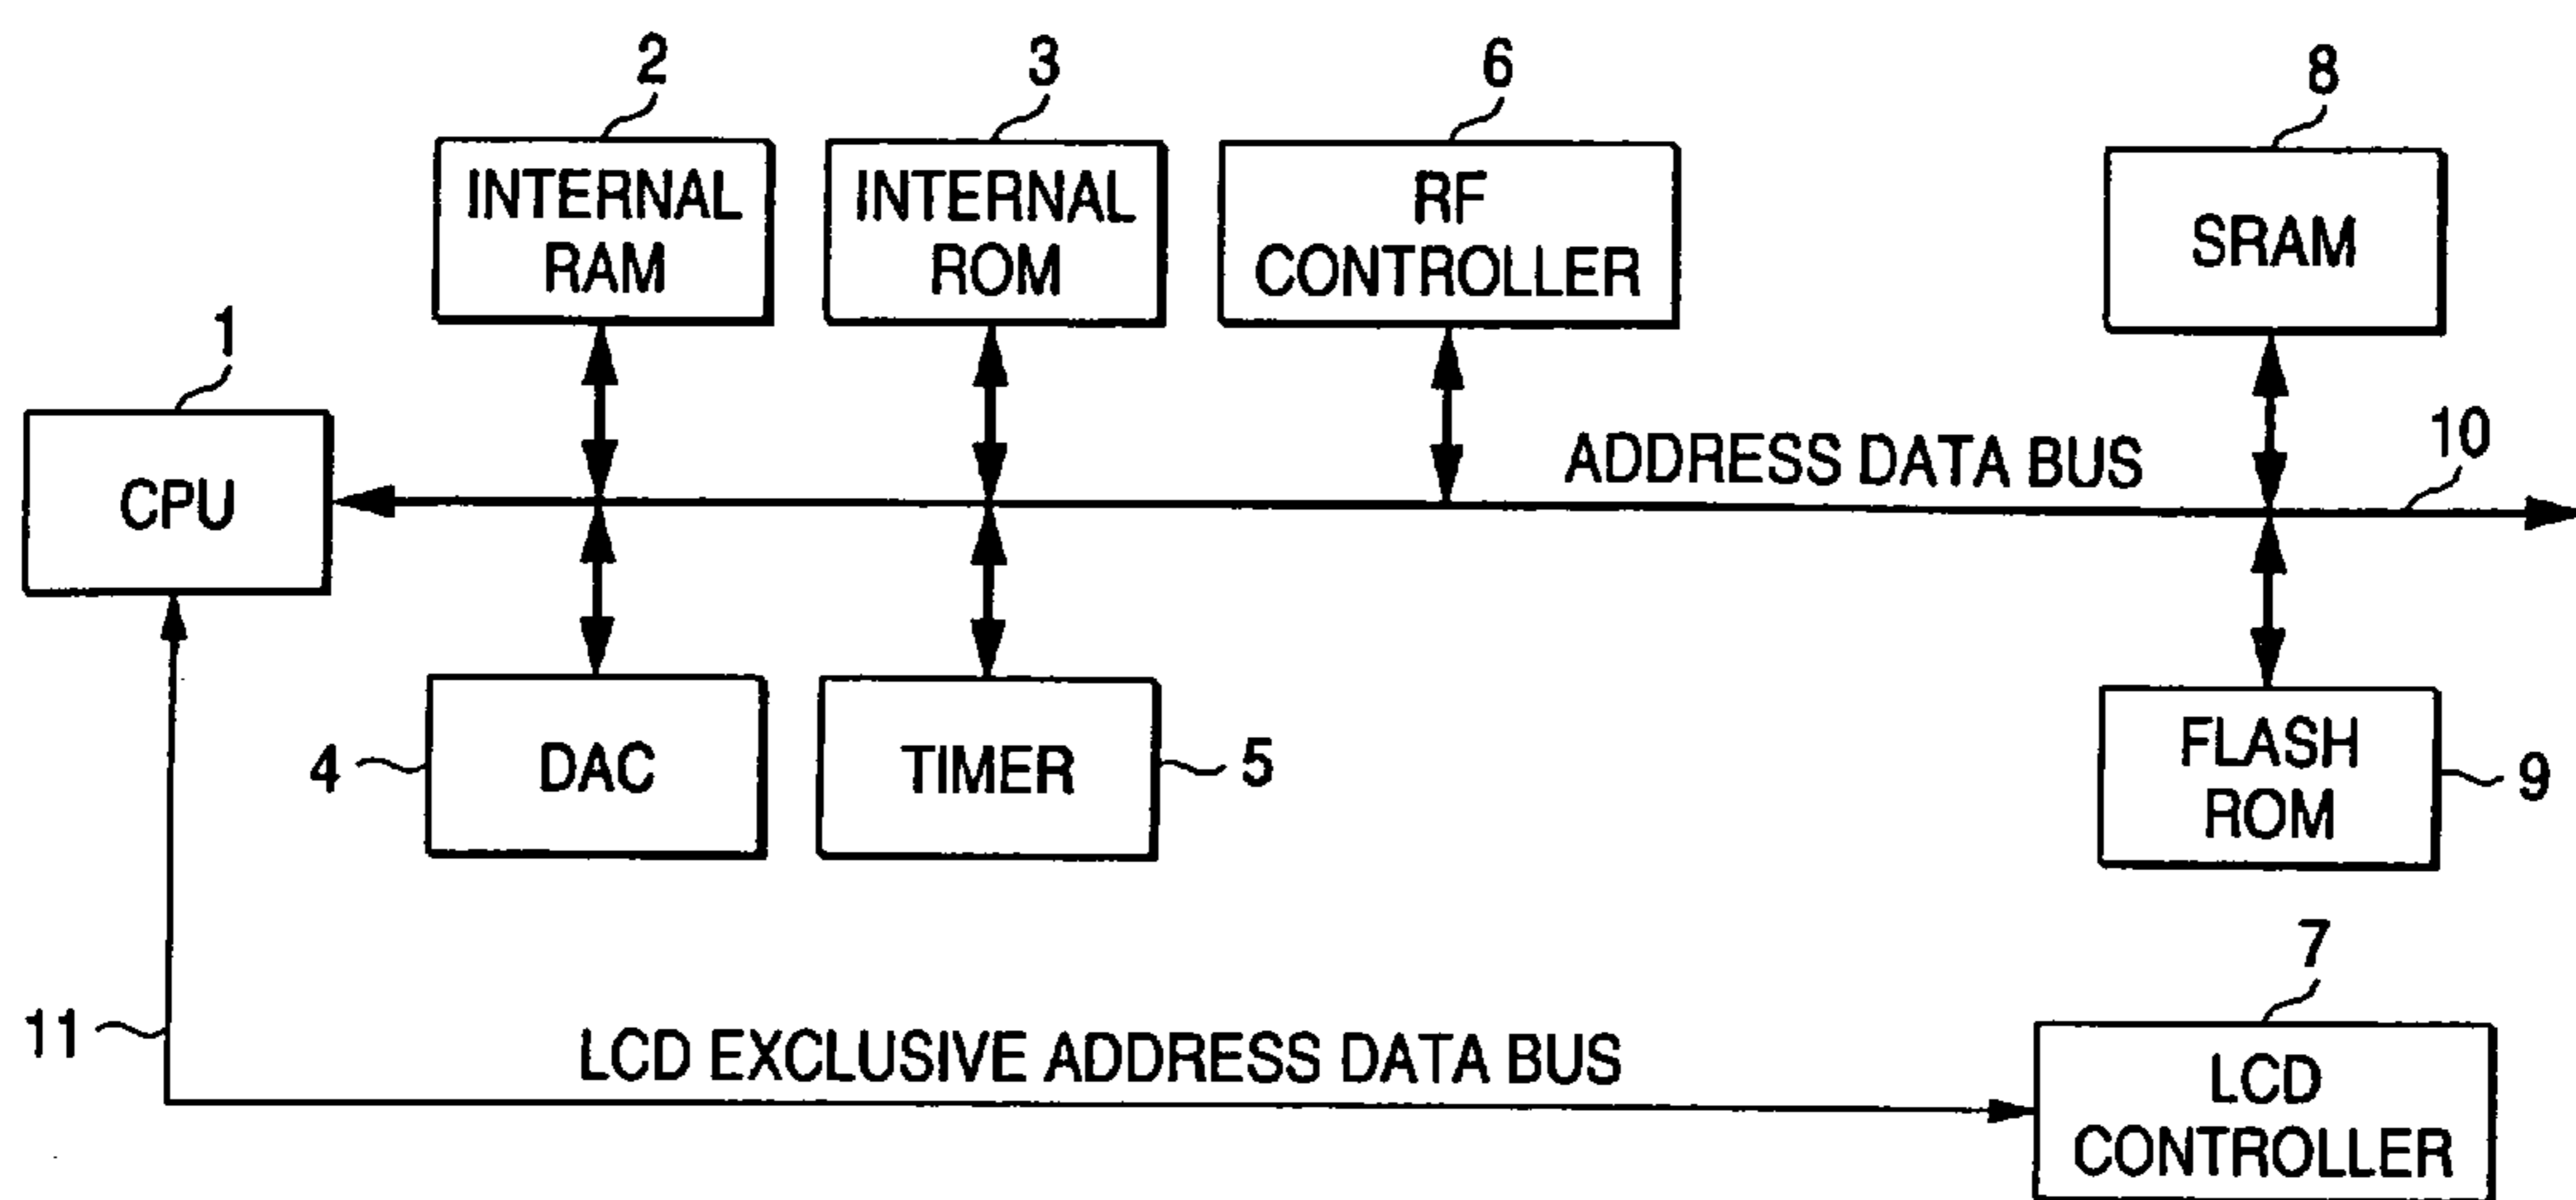 2
3
6
8
INTERNAL
RAM
INTERNAL
ROM
RF
CONTROLLER
SRAM
1
CPU
ADDRESS DATA BUS
10
4
DAC
TIMER
5
FLASH
ROM
9
7
11
LCD EXCLUSIVE ADDRESS DATA BUS
LCD
CONTROLLER